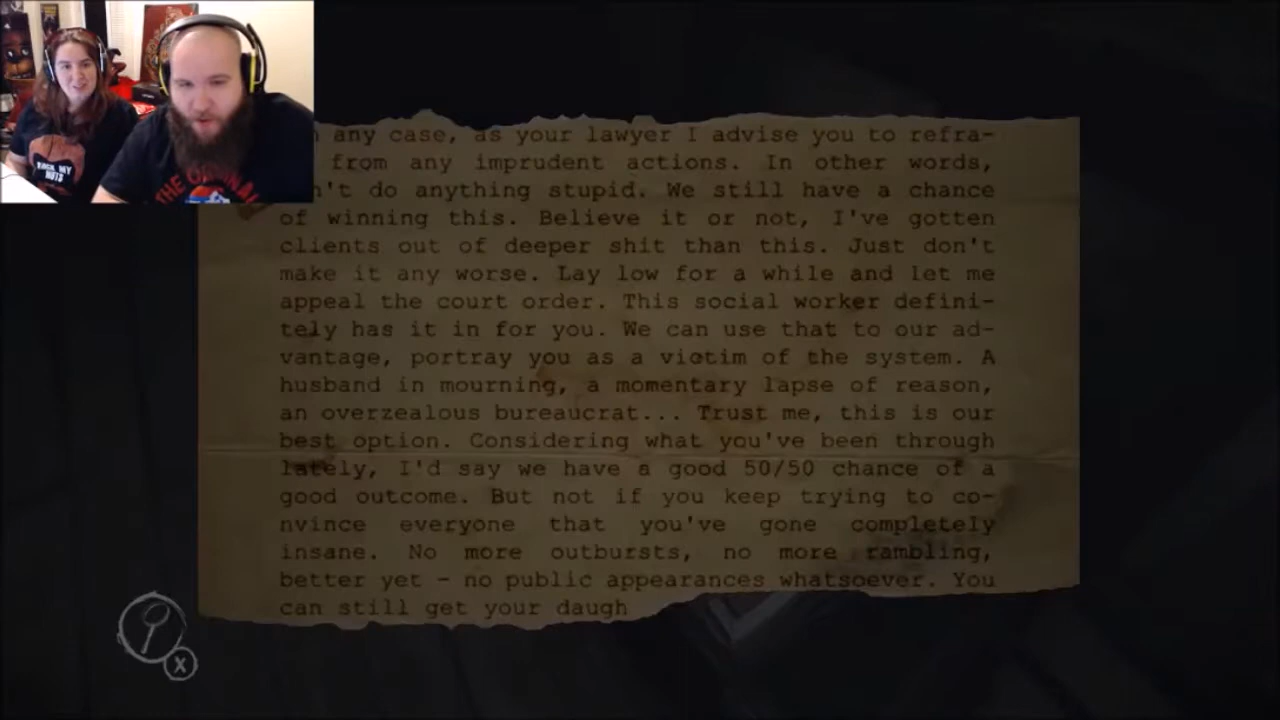 any case, as your lawyer I advise you to refra-
from any imprudent actions. In other words,
't do anything stupid. We still have a chance
of winning this. Believe it or not, I've gotten
clients out of deeper shit than this. Just don't
make it any worse. Lay low for a while and let me
appeal the court order. This social worker defini-
tely has it in for you. We can use that to our ad-
vantage, portray you as a victim of the system. A
husband in mourning, a momentary lapse of reason,
an overzealous bureaucrat... Trust me, this is our
best option. Considering what you've been through
lately, I'd say we have a good 50/50 chance of a
good outcome. But not if you keep trying to co-
nvince everyone that you've gone completely
insane. No more outbursts, no more rambling,
better yet - no public appearances whatsoever. You
can still get your daugh
THE ORIGINAL
X